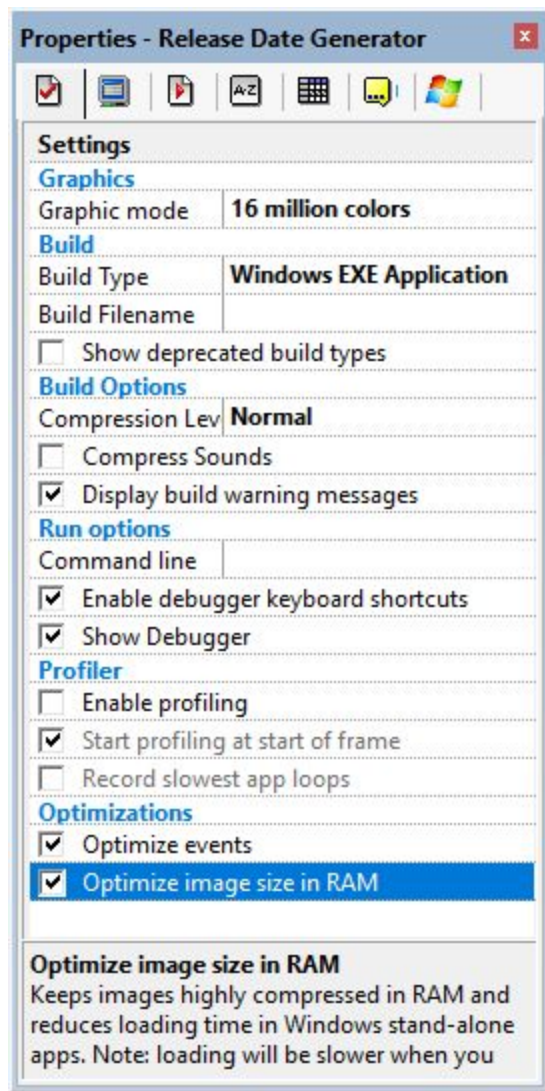 Properties - Release Date Generator
x
A-Z
Settings
Graphics
Graphic mode 16 million colors
Build
Build Type Windows EXE Application
Build Filename
Show deprecated build types
Build Options
Compression Lev Normal
Compress Sounds
Display build warning messages
Run options
Command line
Enable debugger keyboard shortcuts
Show Debugger
Profiler
Enable profiling
Start profiling at start of frame
Record slowest app loops
Optimizations
Optimize events
Optimize image size in RAM
Optimize image size in RAM
Keeps images highly compressed in RAM and
reduces loading time in Windows stand-alone
apps. Note: loading will be slower when you